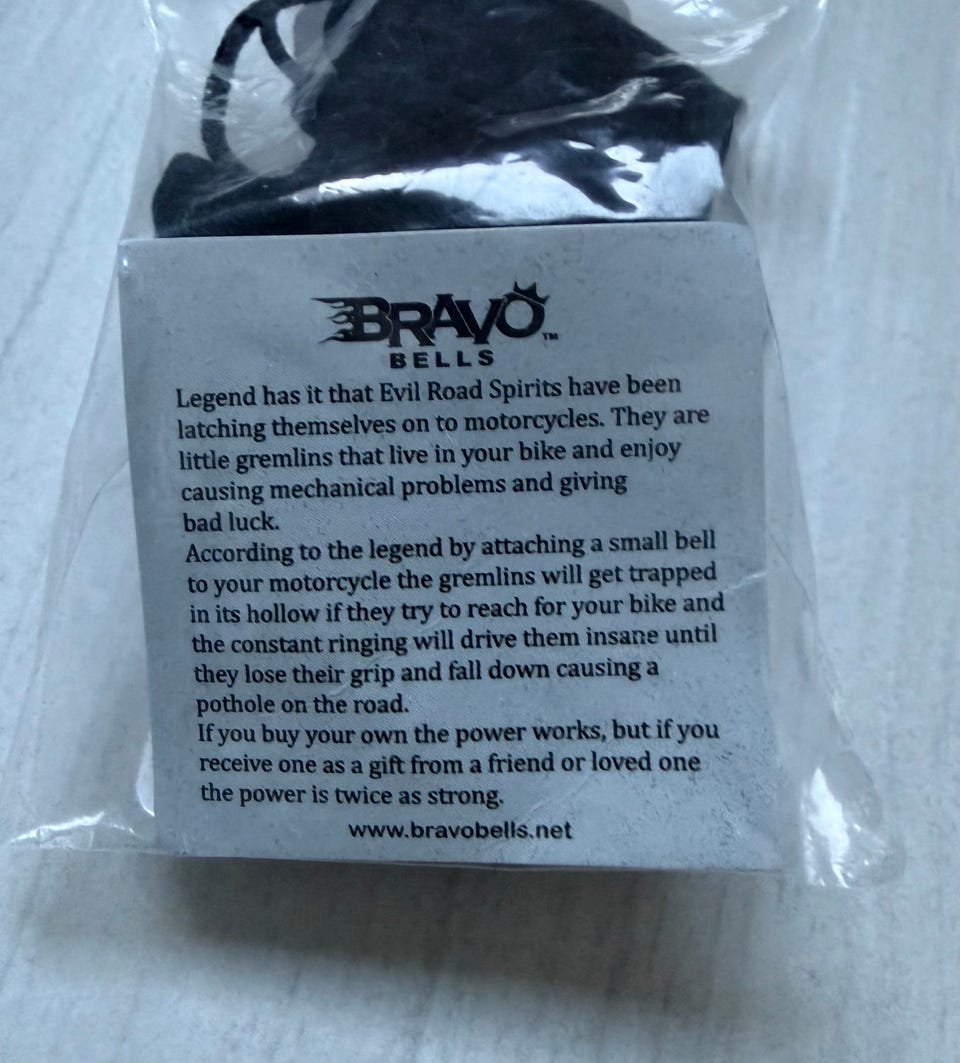 BRAVO™
BELLS
Legend has it that Evil Road Spirits have been
latching themselves on to motorcycles. They are
little gremlins that live in your bike and enjoy
causing mechanical problems and giving
bad luck.
According to the legend by attaching a small bell
to your motorcycle the gremlins will get trapped
in its hollow if they try to reach for your bike and
the constant ringing will drive them insane until
they lose their grip and fall down causing a
pothole on the road.
If you buy your own the power works, but if you
receive one as a gift from a friend or loved one
the power is twice as strong.
www.bravobells.net